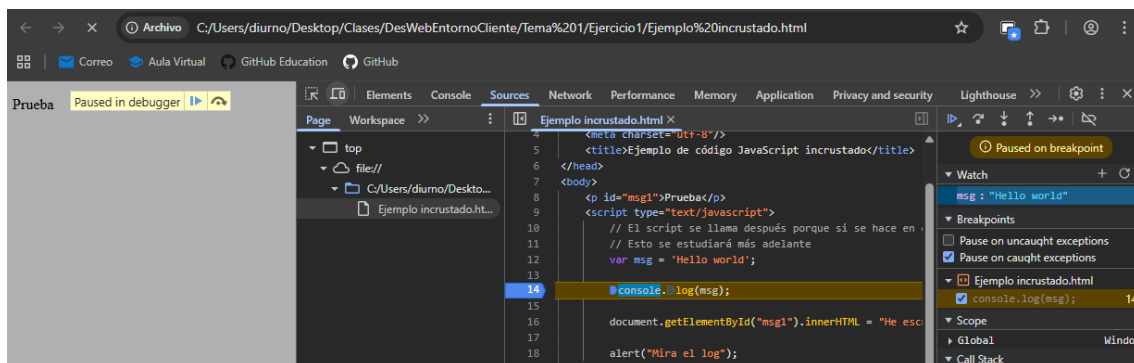 Archivo C:/Users/diurno/Desktop/Clases/DesWebEntornoCliente/Tema%201/Ejercicio1/Ejemplo%20incrustado.html
Correo Aula Virtual GitHub Education GitHub
Prueba Paused in debugger
Elements Console Sources Network Performance Memory Application Privacy and security Lighthouse
Page Workspace
top
file://
C:/Users/diurno/Deskto...
Ejemplo incrustado.ht...
Ejemplo incrustado.html
4 <meta charset="utf-8"/>
5 <title>Ejemplo de código JavaScript incrustado</title>
6 </head>
7 <body>
8 <p id="msg1">Prueba</p>
9 <script type="text/javascript">
10 // El script se llama después porque si se hace en
11 // Esto se estudiará más adelante
12 var msg = 'Hello world';
13
14 console.log(msg);
15
16 document.getElementById("msg1").innerHTML = "He esc
17
18 alert("Mira el log");
Paused on breakpoint
Watch
msg: "Hello world"
Breakpoints
Pause on uncaught exceptions
Pause on caught exceptions
Ejemplo incrustado.html
console.log(msg); 14
Scope
Global Windo
Call Stack